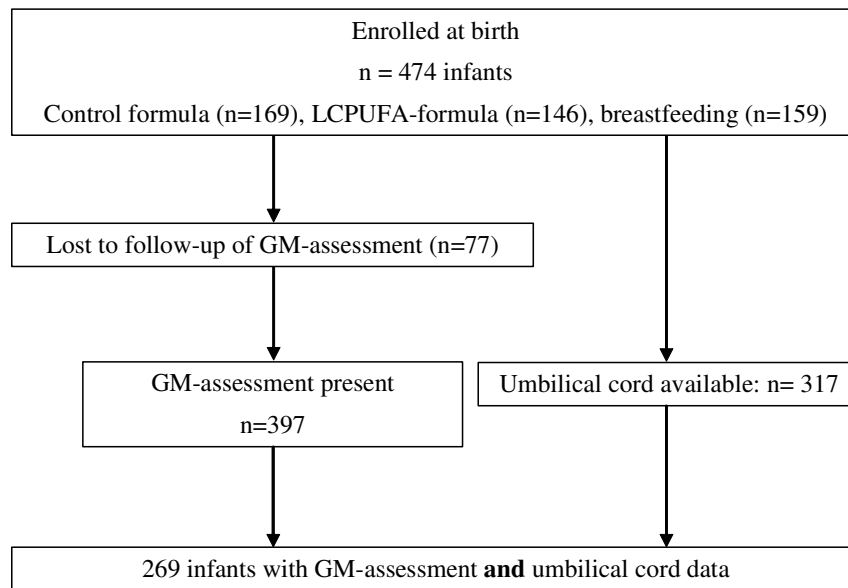 Enrolled at birth
n = 474 infants
Control formula (n=169), LCPUFA-formula (n=146), breastfeeding (n=159)
Lost to follow-up of GM-assessment (n=77)
GM-assessment present
n=397
Umbilical cord available: n= 317
269 infants with GM-assessment and umbilical cord data